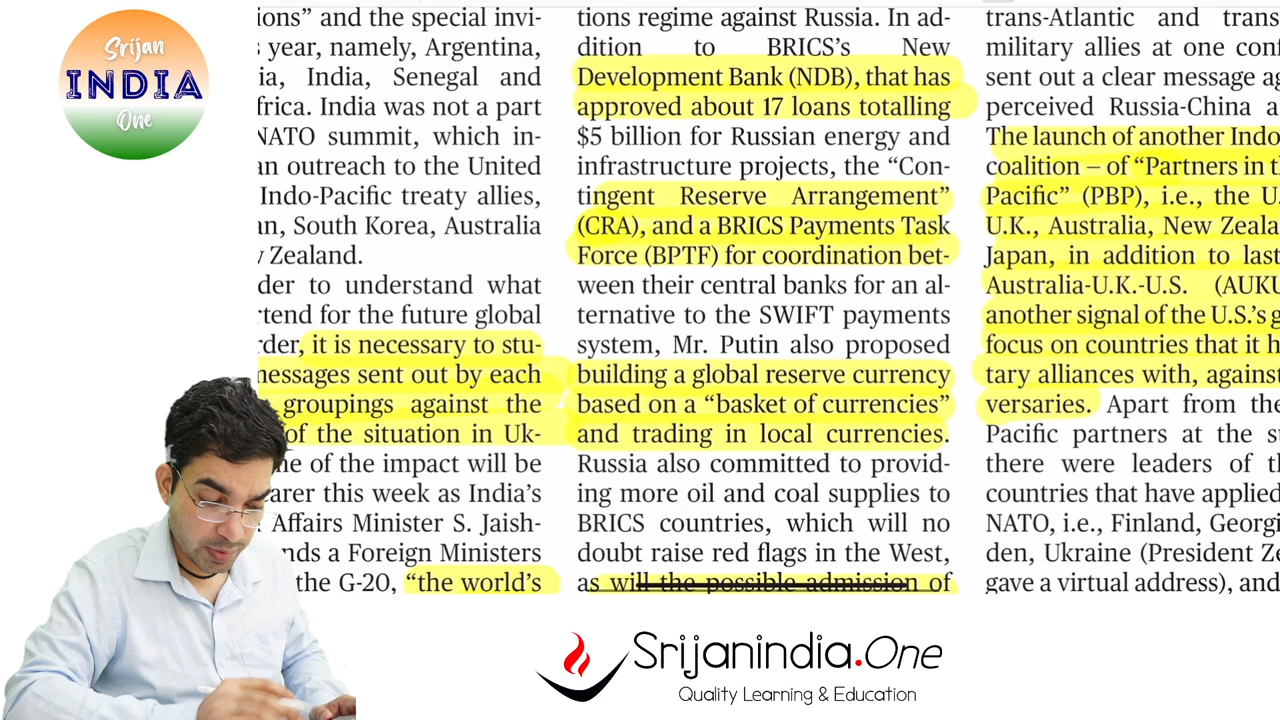 Srijan
INDIA
One
ions” and the special invi-
year, namely, Argentina,
ia, India, Senegal and
frica. India was not a part
NATO summit, which in-
an outreach to the United
Indo-Pacific treaty allies,
an, South Korea, Australia
Zealand.
der to understand what
rtend for the future global
rder, it is necessary to stu-
messages sent out by each
groupings against the
of the situation in Uk-
ne of the impact will be
arer this week as India’s
Affairs Minister S. Jaish-
nds a Foreign Ministers
the G-20, “the world’s
tions regime against Russia. In ad-
dition to BRICS’s New
Development Bank (NDB), that has
approved about 17 loans totalling
$5 billion for Russian energy and
infrastructure projects, the “Con-
tingent Reserve Arrangement”
(CRA), and a BRICS Payments Task
Force (BPTF) for coordination bet-
ween their central banks for an al-
ternative to the SWIFT payments
system, Mr. Putin also proposed
building a global reserve currency
based on a “basket of currencies”
and trading in local currencies.
Russia also committed to provid-
ing more oil and coal supplies to
BRICS countries, which will no
doubt raise red flags in the West,
as will the possible admission of
trans-Atlantic and trans
military allies at one conf
sent out a clear message ag
perceived Russia-China a
The launch of another Indo
coalition – of “Partners in th
Pacific” (PBP), i.e., the U.
U.K., Australia, New Zeala
Japan, in addition to last
Australia-U.K.-U.S. (AUKU
another signal of the U.S.’s g
focus on countries that it h
tary alliances with, against
versaries. Apart from the
Pacific partners at the su
there were leaders of th
countries that have applied
NATO, i.e., Finland, Georgi
den, Ukraine (President Ze
gave a virtual address), and
Srijanindia.One
Quality Learning & Education